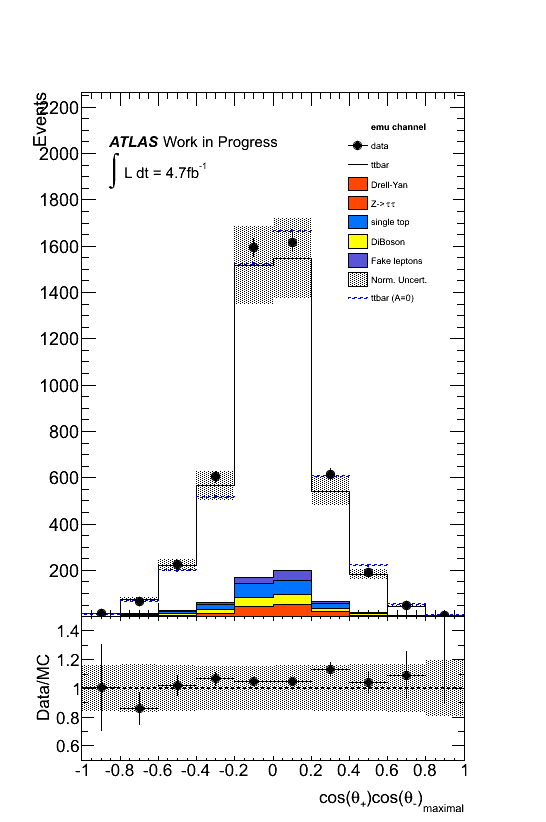 Events
2200
2000
1800
1600
1400
1200
1000
800
600
400
200
ATLAS Work in Progress
∫ L dt = 4.7fb⁻¹
emu channel
data
ttbar
Drell-Yan
Z->ττ
single top
DiBoson
Fake leptons
Norm. Uncert.
ttbar (A=0)
Data/MC
1.4
1.2
1
0.8
0.6
-1 -0.8 -0.6 -0.4 -0.2 0 0.2 0.4 0.6 0.8 1
cos(θ₊)cos(θ₋)maximal